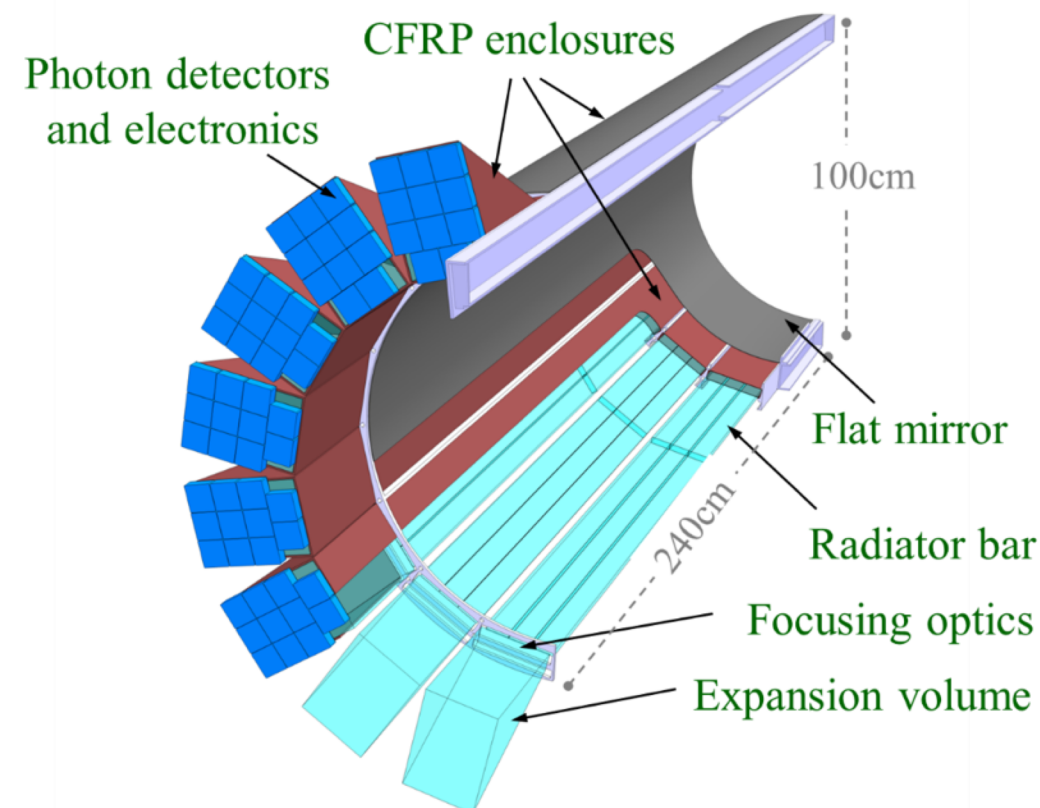 CFRP enclosures
Photon detectors
and electronics
100cm
Flat mirror
240cm
Radiator bar
Focusing optics
Expansion volume